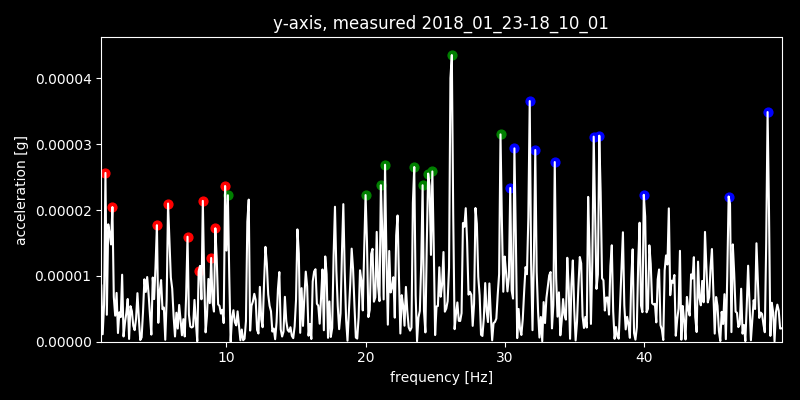 y-axis, measured 2018_01_23-18_10_01
0.00004
0.00003
0.00002
0.00001
0.00000
acceleration [g]
10 20 30 40
frequency [Hz]